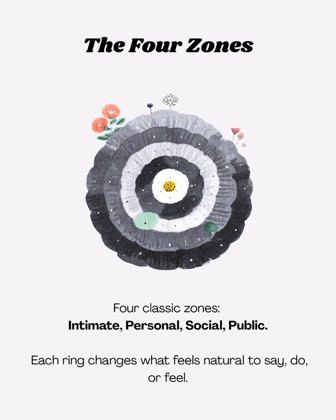 The Four Zones
Four classic zones:
Intimate, Personal, Social, Public.
Each ring changes what feels natural to say, do,
or feel.